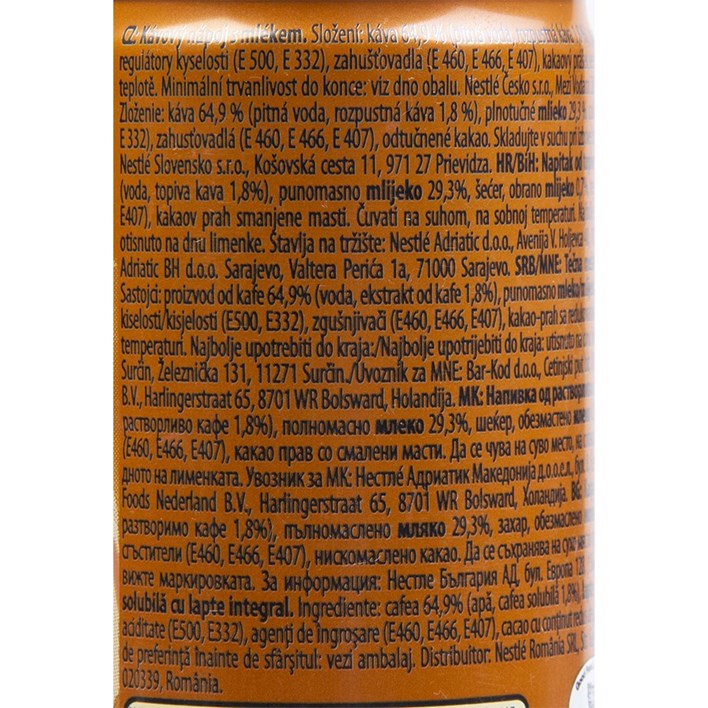 CZ: Kávový nápoj s mlékem. Složení: káva 64,9 % (pitná voda, rozpustná káva 1,8
regulátory kyselosti (E 500, E 332), zahušťovadla (E 460, E 466, E 407), kakaový
teplotě. Minimální trvanlivost do konce: viz dno obalu. Nestlé Česko s.r.o., Mezi
Zloženie: káva 64,9 % (pitná voda, rozpustná káva 1,8 %), plnotučné mlieko 29,3
E 332), zahusťovadlá (E 460, E 466, E 407), odtučnené kakao. Skladujte v suchu pri
Nestlé Slovensko s.r.o., Košovská cesta 11, 971 27 Prievidza. HR/BiH: Napitak od
(voda, topiva kava 1,8%), punomasno mlijeko 29,3%, šećer, obrano mlijeko
E407), kakaov prah smanjene masti. Čuvati na suhom, na sobnoj temperaturi.
otisnuto na dnu limenke. Stavlja na tržište: Nestlé Adriatic d.o.o., Avenija V. Holjevca
Adriatic BH d.o.o. Sarajevo, Valtera Perića 1a, 71000 Sarajevo. SRB/MNE: Tečna
Sastojci: proizvod od kafe 64,9% (voda, ekstrakt od kafe 1,8%), punomasno
kiselosti/kisjelosti (E500, E332), zgušnjivači (E460, E466, E407), kakao-prah sa
temperaturi. Najbolje upotrebiti do kraja:/Najbolje upotrijebiti do kraja: utisnuto na
Surčin, Železnička 131, 11271 Surčin./Uvoznik za MNE: Bar-Kod d.o.o., Cetinjski put
B.V., Harlingerstraat 65, 8701 WR Bolsward, Holandija. MK: Напивка од
растворливо кафе 1,8%), полномасно млеко 29,3%, шеќер, обезмастено
(E460, E466, E407), какао прав со смалени масти. Да се чува на суво место, на
дното на лименката. Увозник за МК: Нестле Адриатик Македонија д.о.о.е.л., бул.
Foods Nederland B.V., Harlingerstraat 65, 8701 WR Bolsward, Холандија. BG:
разтворимо кафе 1,8%), пълномаслено мляко 29,3%, захар, обезмаслено
сгъстители (E460, E466, E407), нискомаслено какао. Да се съхранява на сухо
вижте маркировката. За информация: Нестле България АД, бул. Европа 128
solubilă cu lapte integral. Ingrediente: cafea 64,9% (apă, cafea solubilă 1,8%),
aciditate (E500, E332), agenți de îngroșare (E460, E466, E407), cacao cu conținut
de preferință înainte de sfârșitul: vezi ambalaj. Distribuitor: Nestlé România SRL,
020339, România.